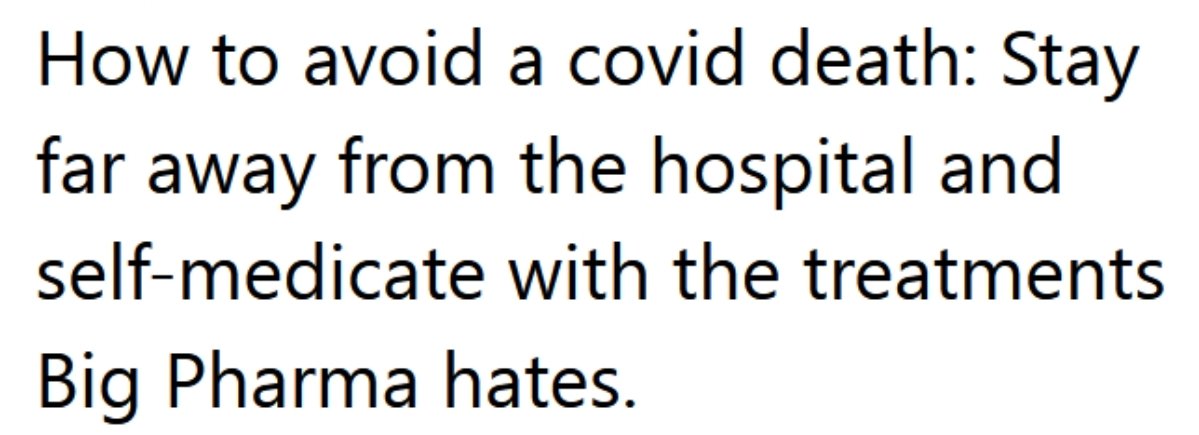 How to avoid a covid death: Stay
far away from the hospital and
self-medicate with the treatments
Big Pharma hates.